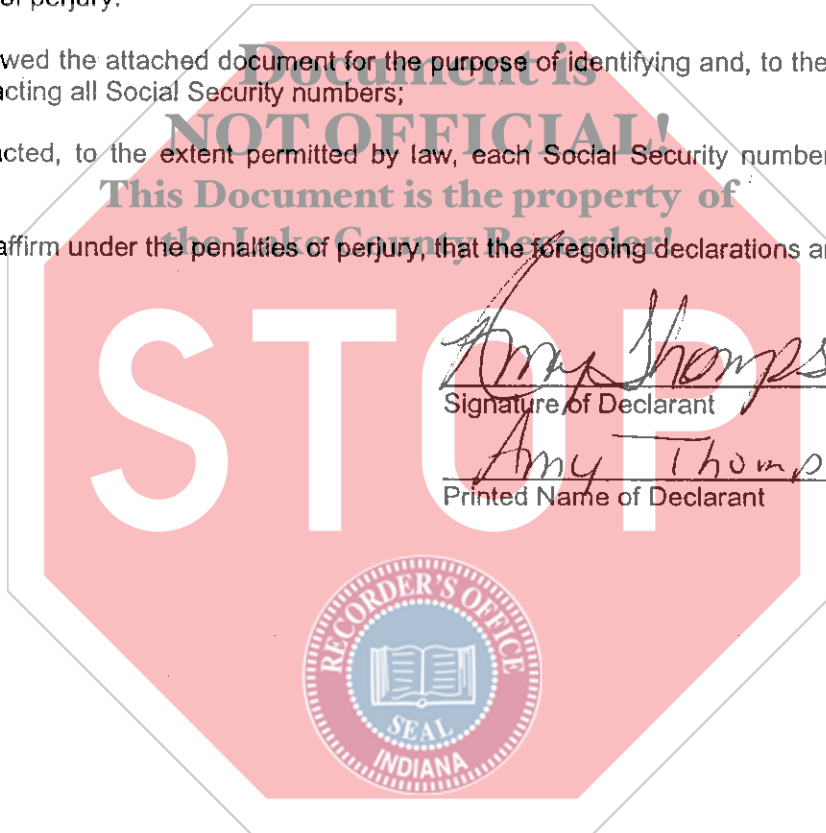 of perjury.
wed the attached document for the purpose of identifying and, to the
acting all Social Security numbers;
acted, to the extent permitted by law, each Social Security number
affirm under the penalties of perjury, that the foregoing declarations a
Document is
NOT OFFICIAL!
This Document is the property of
the Lake County Recorder!
STOP
Amy Thomps
Signature of Declarant
Amy Thomp
Printed Name of Declarant
RECORDER'S OFFICE
SEAL
INDIANA